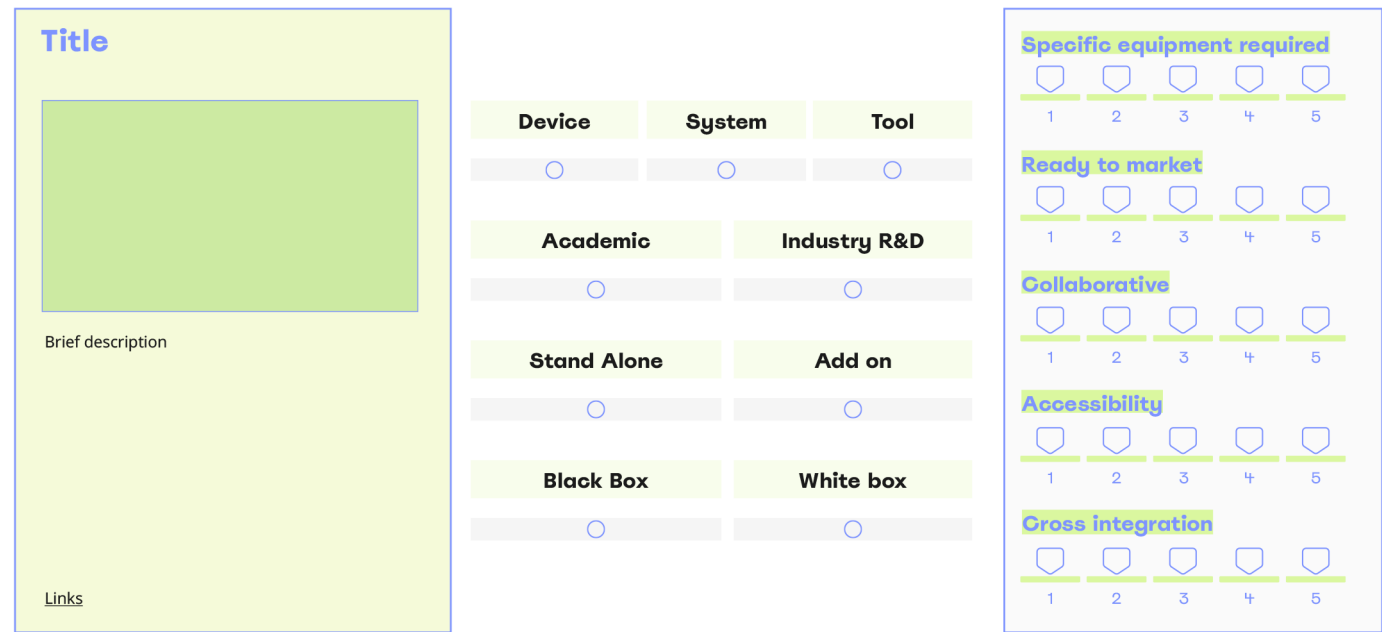 Title
Brief description
Links
Device System Tool
Academic Industry R&D
Stand Alone Add on
Black Box White box
Specific equipment required
1 2 3 4 5
Ready to market
1 2 3 4 5
Collaborative
1 2 3 4 5
Accessibility
1 2 3 4 5
Cross integration
1 2 3 4 5